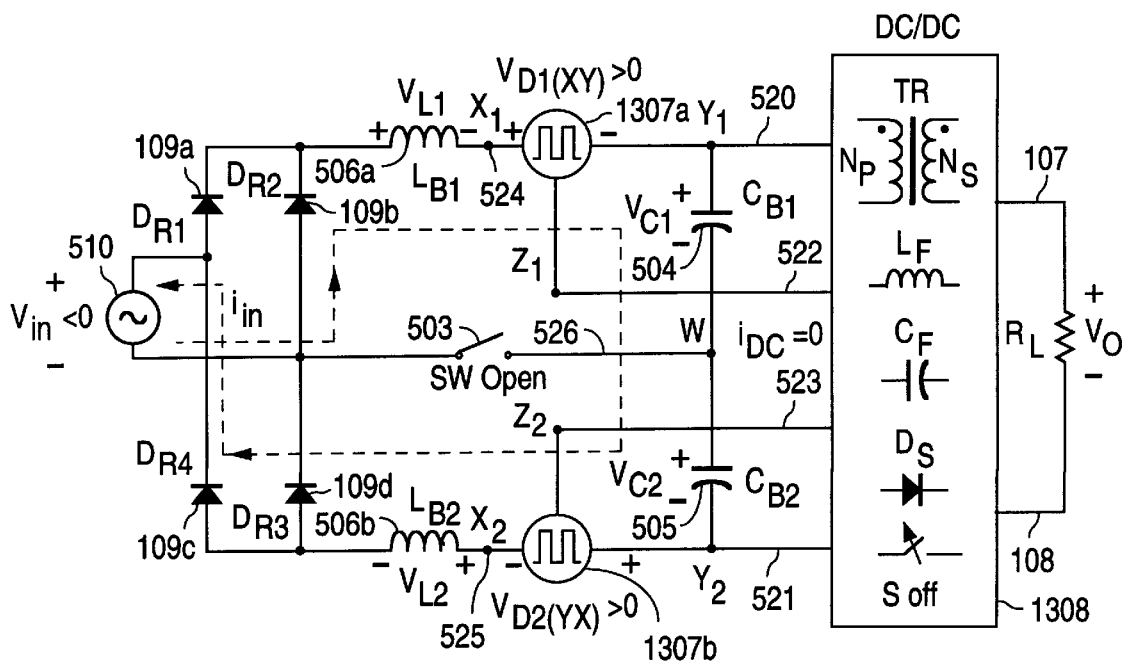 DC/DC
V_D1(XY) >0
520
V_L1
X_1
1307a
Y_1
TR
109a
+
-
+
-
506a
L_B1
524
N_P
N_S
107
D_R2
109b
D_R1
V_C1
+
-
C_B1
504
510
Z_1
522
L_F
+
V_in <0
-
i_in
503
526
W
i_DC =0
C_F
R_L
+
V_O
-
SW Open
523
Z_2
D_R4
109d
L_B2
X_2
V_C2
+
-
C_B2
D_S
D_R3
506b
505
109c
-
+
-
+
V_L2
Y_2
521
108
525
V_D2(YX) >0
S off
1307b
1308